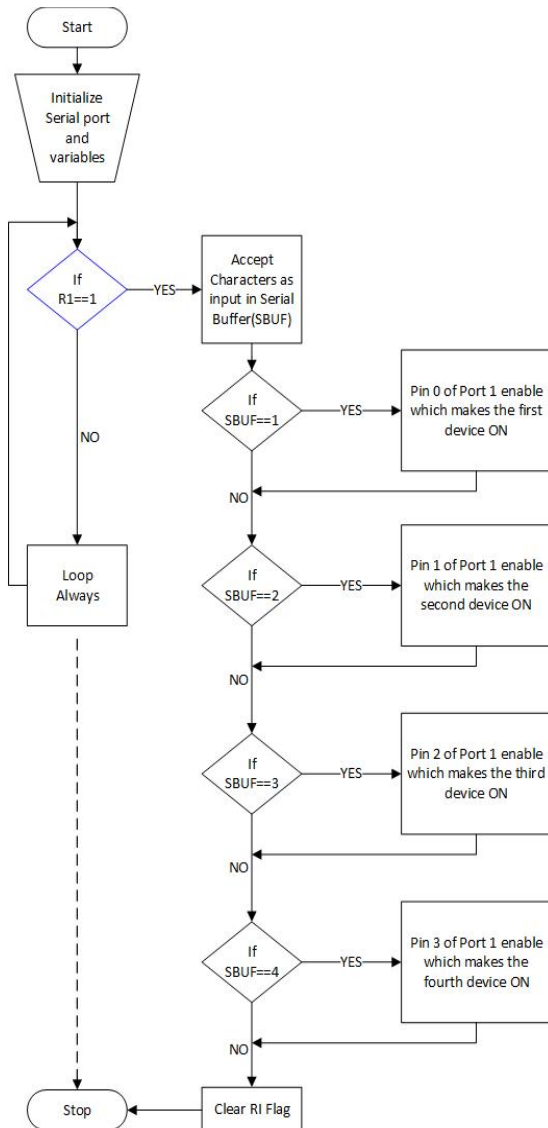 Start
Initialize
Serial port
and
variables
If
R1==1
YES
Accept
Characters as
input in Serial
Buffer(SBUF)
NO
Loop
Always
If
SBUF==1
YES
Pin 0 of Port 1 enable
which makes the first
device ON
NO
If
SBUF==2
YES
Pin 1 of Port 1 enable
which makes the
second device ON
NO
If
SBUF==3
YES
Pin 2 of Port 1 enable
which makes the third
device ON
NO
If
SBUF==4
YES
Pin 3 of Port 1 enable
which makes the
fourth device ON
NO
Clear RI Flag
Stop